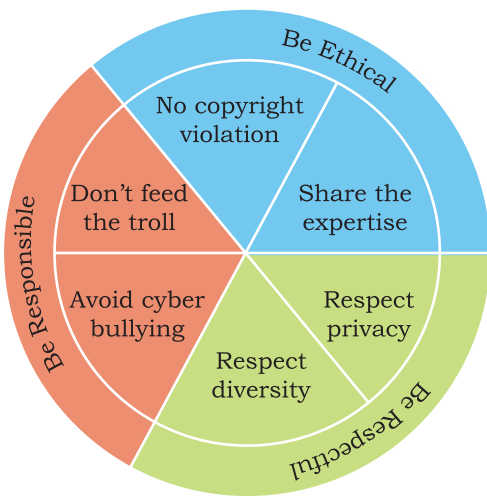 Be Ethical
No copyright
violation
Share the
expertise
Be Responsible
Don't feed
the troll
Avoid cyber
bullying
Respect
privacy
Respect
diversity
Be Respectful